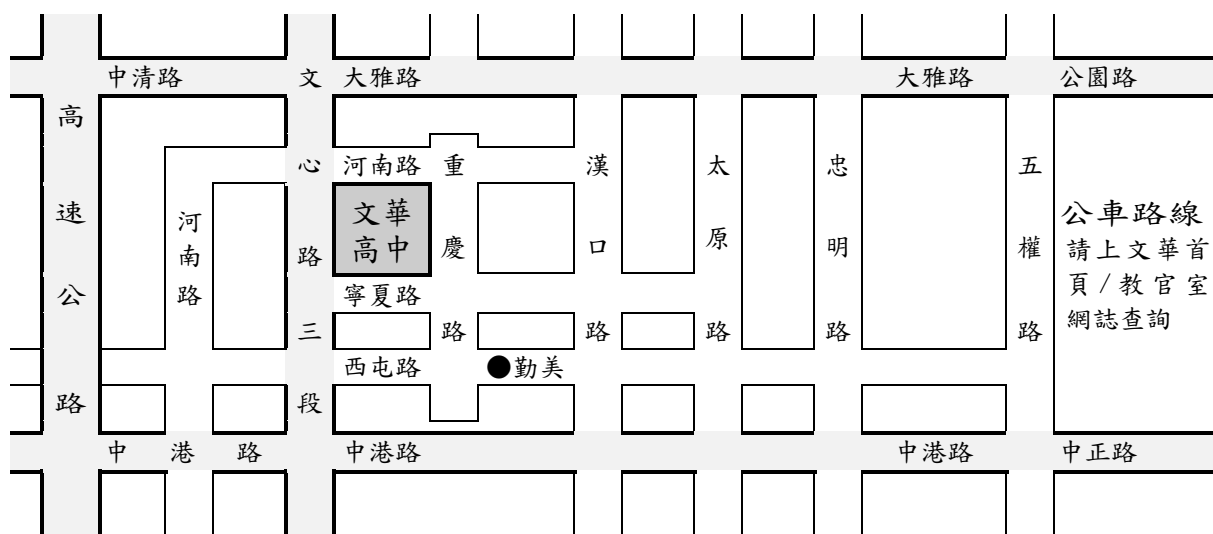 中清路
大雅路
大雅路
公園路
高速公路
文心路三段
河南路
河南路
重慶路
漢口路
太原路
忠明路
五權路
文華
高中
寧夏路
西屯路
●勤美
公車路線
請上文華首
頁/教官室
網誌查詢
中港路
中港路
中港路
中正路